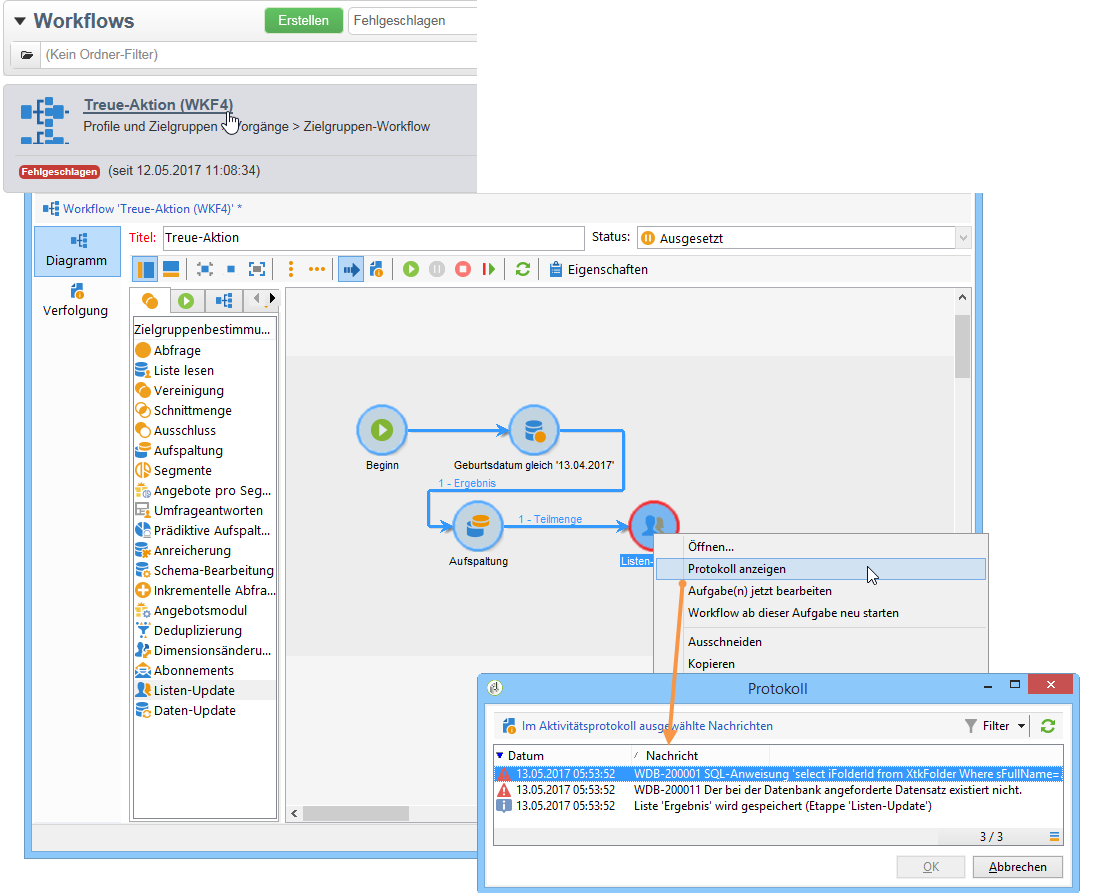 Workflows
Erstellen
Fehlgeschlagen
(Kein Ordner-Filter)
Treue-Aktion (WKF4)
Profile und Zielgruppen > Vorgänge > Zielgruppen-Workflow
Fehlgeschlagen (seit 12.05.2017 11:08:34)
Workflow 'Treue-Aktion (WKF4)' *
Diagramm
Verfolgung
Titel: Treue-Aktion
Status: Ausgesetzt
Eigenschaften
Zielgruppenbestimmu...
Abfrage
Liste lesen
Vereinigung
Schnittmenge
Ausschluss
Aufspaltung
Segmente
Angebote pro Seg...
Umfrageantworten
Prädiktive Aufspalt...
Anreicherung
Schema-Bearbeitung
Inkrementelle Abfra...
Angebotsmodul
Deduplizierung
Dimensionsänderu...
Abonnements
Listen-Update
Daten-Update
Beginn
Geburtsdatum gleich '13.04.2017'
1 - Ergebnis
Aufspaltung
1 - Teilmenge
Listen-
Öffnen...
Protokoll anzeigen
Aufgabe(n) jetzt bearbeiten
Workflow ab dieser Aufgabe neu starten
Ausschneiden
Kopieren
Protokoll
Im Aktivitätsprotokoll ausgewählte Nachrichten
Filter
Datum Nachricht
13.05.2017 05:53:52 WDB-200001 SQL-Anweisung 'select iFolderId from XtkFolder Where sFullName=...
13.05.2017 05:53:52 WDB-200011 Der bei der Datenbank angeforderte Datensatz existiert nicht.
13.05.2017 05:53:52 Liste 'Ergebnis' wird gespeichert (Etappe 'Listen-Update')
3 / 3
OK
Abbrechen